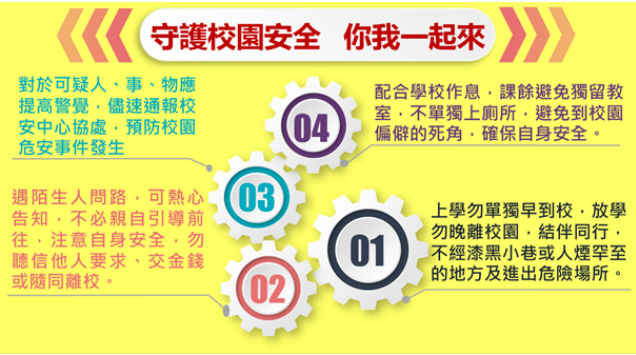 守護校園安全 你我一起來
對於可疑人、事、物應
提高警覺，儘速通報校
安中心協處，預防校園
危安事件發生
04
配合學校作息，課餘避免獨留教
室，不單獨上廁所，避免到校園
偏僻的死角，確保自身安全。
03
遇陌生人問路，可熱心
告知，不必親自引導前
往，注意自身安全，勿
聽信他人要求、交金錢
或隨同離校。
02
01
上學勿單獨早到校，放學
勿晚離校園，結伴同行，
不經漆黑小巷或人煙罕至
的地方及進出危險場所。